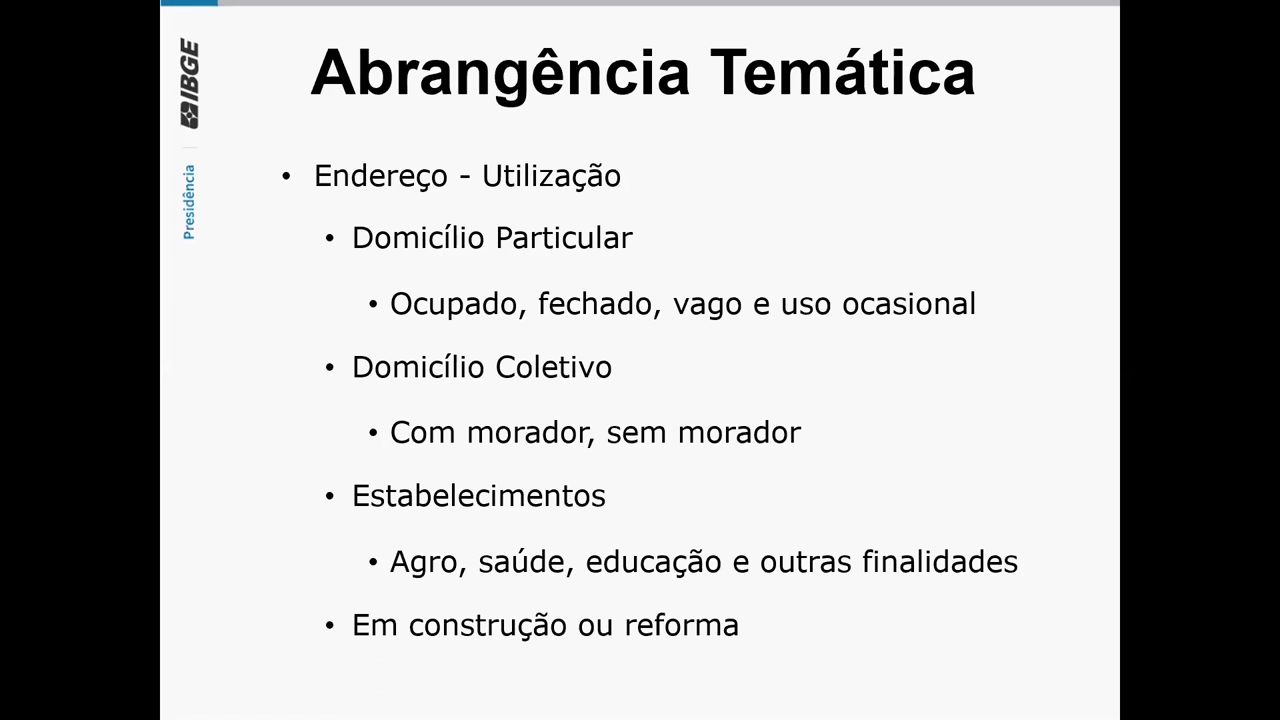 Abrangência Temática
IBGE
Presidência
• Endereço - Utilização
• Domicílio Particular
• Ocupado, fechado, vago e uso ocasional
• Domicílio Coletivo
• Com morador, sem morador
• Estabelecimentos
• Agro, saúde, educação e outras finalidades
• Em construção ou reforma